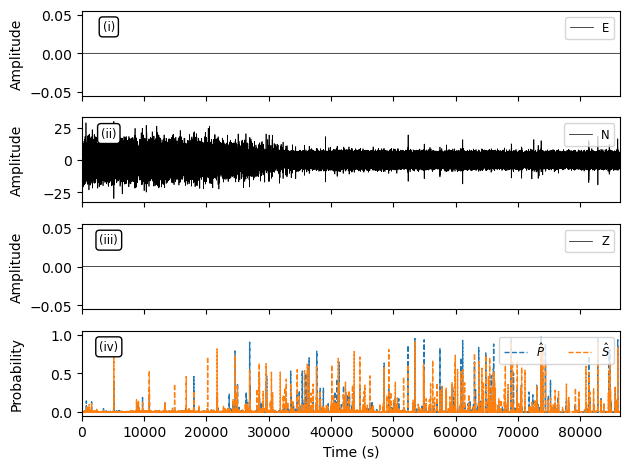 Amplitude
0.05
0.00
−0.05
(i)
E
Amplitude
25
0
−25
(ii)
N
Amplitude
0.05
0.00
−0.05
(iii)
Z
Probability
1.0
0.5
0.0
(iv)
P̂ Ŝ
0 10000 20000 30000 40000 50000 60000 70000 80000
Time (s)